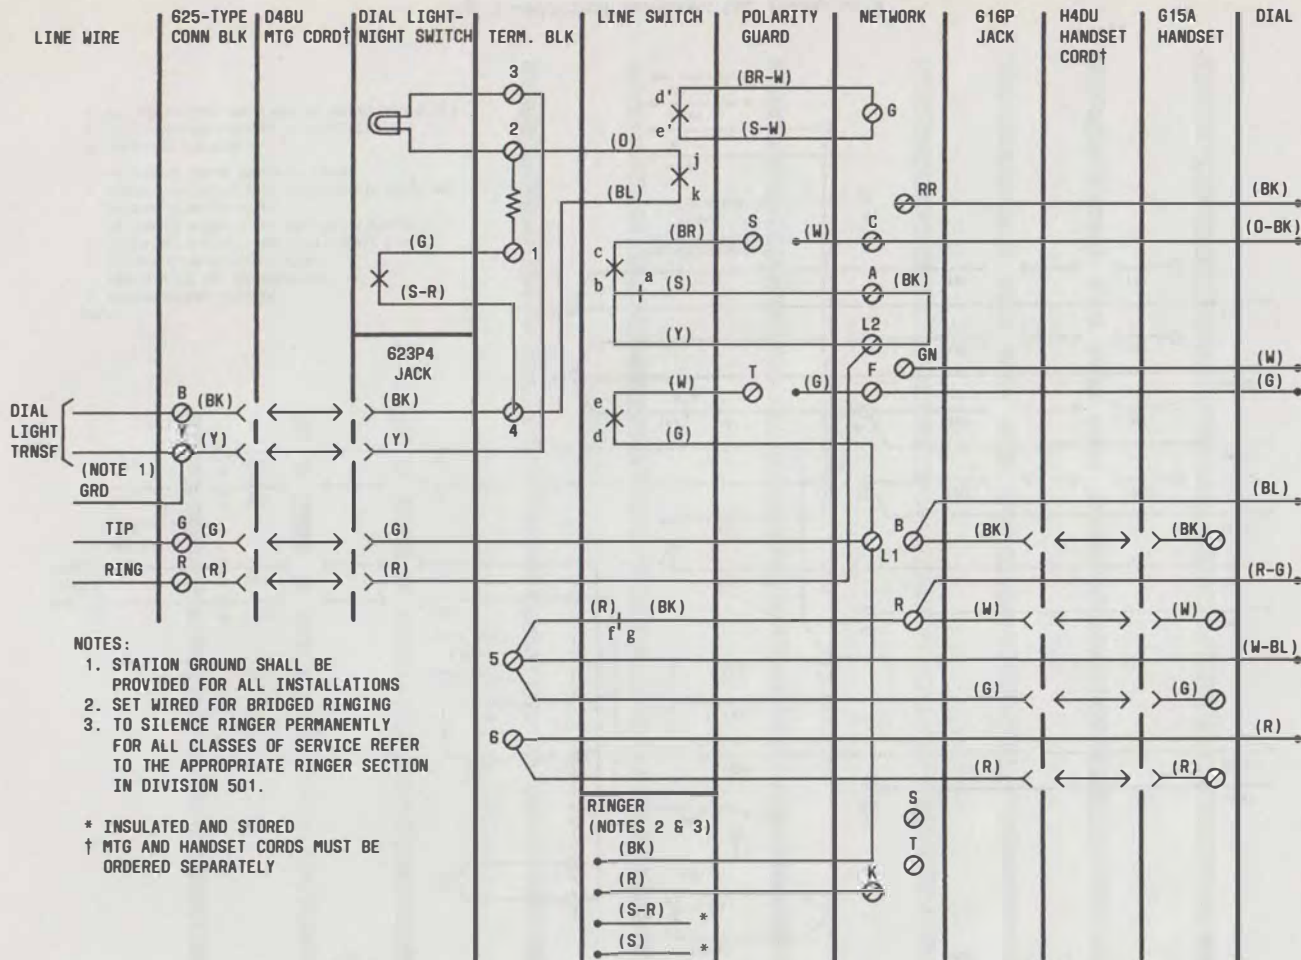 LINE WIRE
625-TYPE
CONN BLK
D4BU
MTG CORD†
DIAL LIGHT-
NIGHT SWITCH
TERM. BLK
LINE SWITCH
POLARITY
GUARD
NETWORK
616P
JACK
H4DU
HANDSET
CORD†
G15A
HANDSET
DIAL
3
(BR-W)
d'
G
e'
(S-W)
2
(O)
j
k
(BL)
RR
(BK)
(BR)
S
(W)
C
(O-BK)
(G)
1
c
a
(S)
b
A
(BK)
(S-R)
(Y)
L2
623P4
JACK
GN
(W)
(W)
T
(G)
F
(G)
DIAL
LIGHT
TRNSF
B
(BK)
(BK)
4
e
d
(G)
Y
(Y)
(Y)
(NOTE 1)
GRD
(BL)
TIP
G
(G)
(G)
L1
B
(BK)
(BK)
RING
R
(R)
(R)
(R-G)
(R)
(BK)
f
g
R
(W)
(W)
5
(W-BL)
(G)
(G)
6
(R)
(R)
(R)
NOTES:
1. STATION GROUND SHALL BE
PROVIDED FOR ALL INSTALLATIONS
2. SET WIRED FOR BRIDGED RINGING
3. TO SILENCE RINGER PERMANENTLY
FOR ALL CLASSES OF SERVICE REFER
TO THE APPROPRIATE RINGER SECTION
IN DIVISION 501.
* INSULATED AND STORED
† MTG AND HANDSET CORDS MUST BE
ORDERED SEPARATELY
RINGER
(NOTES 2 & 3)
(BK)
(R)
(S-R) *
(S) *
S
T
K